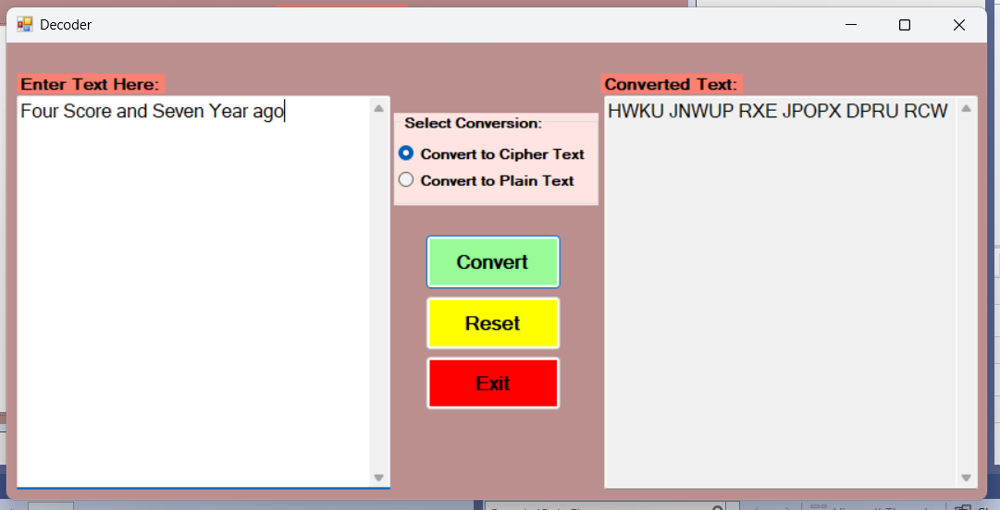 Decoder
Enter Text Here:
Converted Text:
Four Score and Seven Year ago
HWKU JNWUP RXE JPOPX DPRU RCW
Select Conversion:
Convert to Cipher Text
Convert to Plain Text
Convert
Reset
Exit